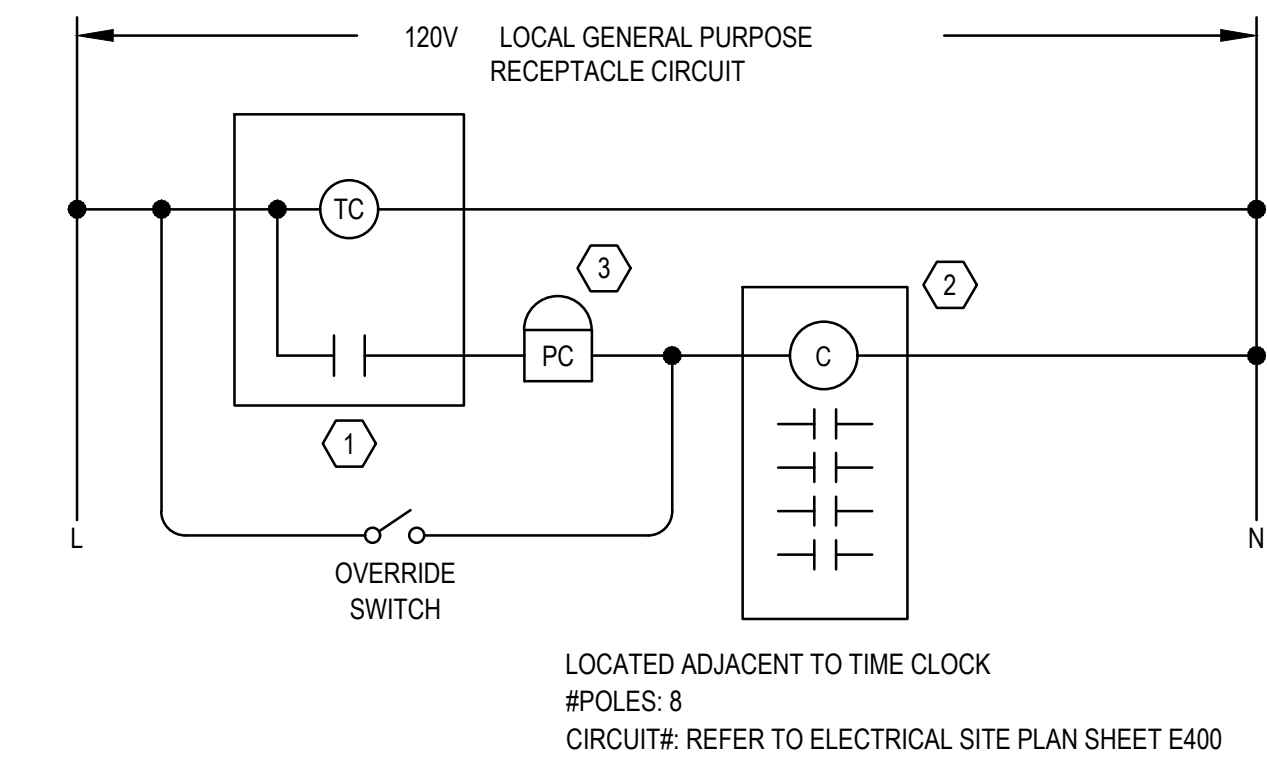 120V LOCAL GENERAL PURPOSE
RECEPTACLE CIRCUIT
TC
3
2
PC
C
1
L
N
OVERRIDE
SWITCH
LOCATED ADJACENT TO TIME CLOCK
#POLES: 8
CIRCUIT#: REFER TO ELECTRICAL SITE PLAN SHEET E400